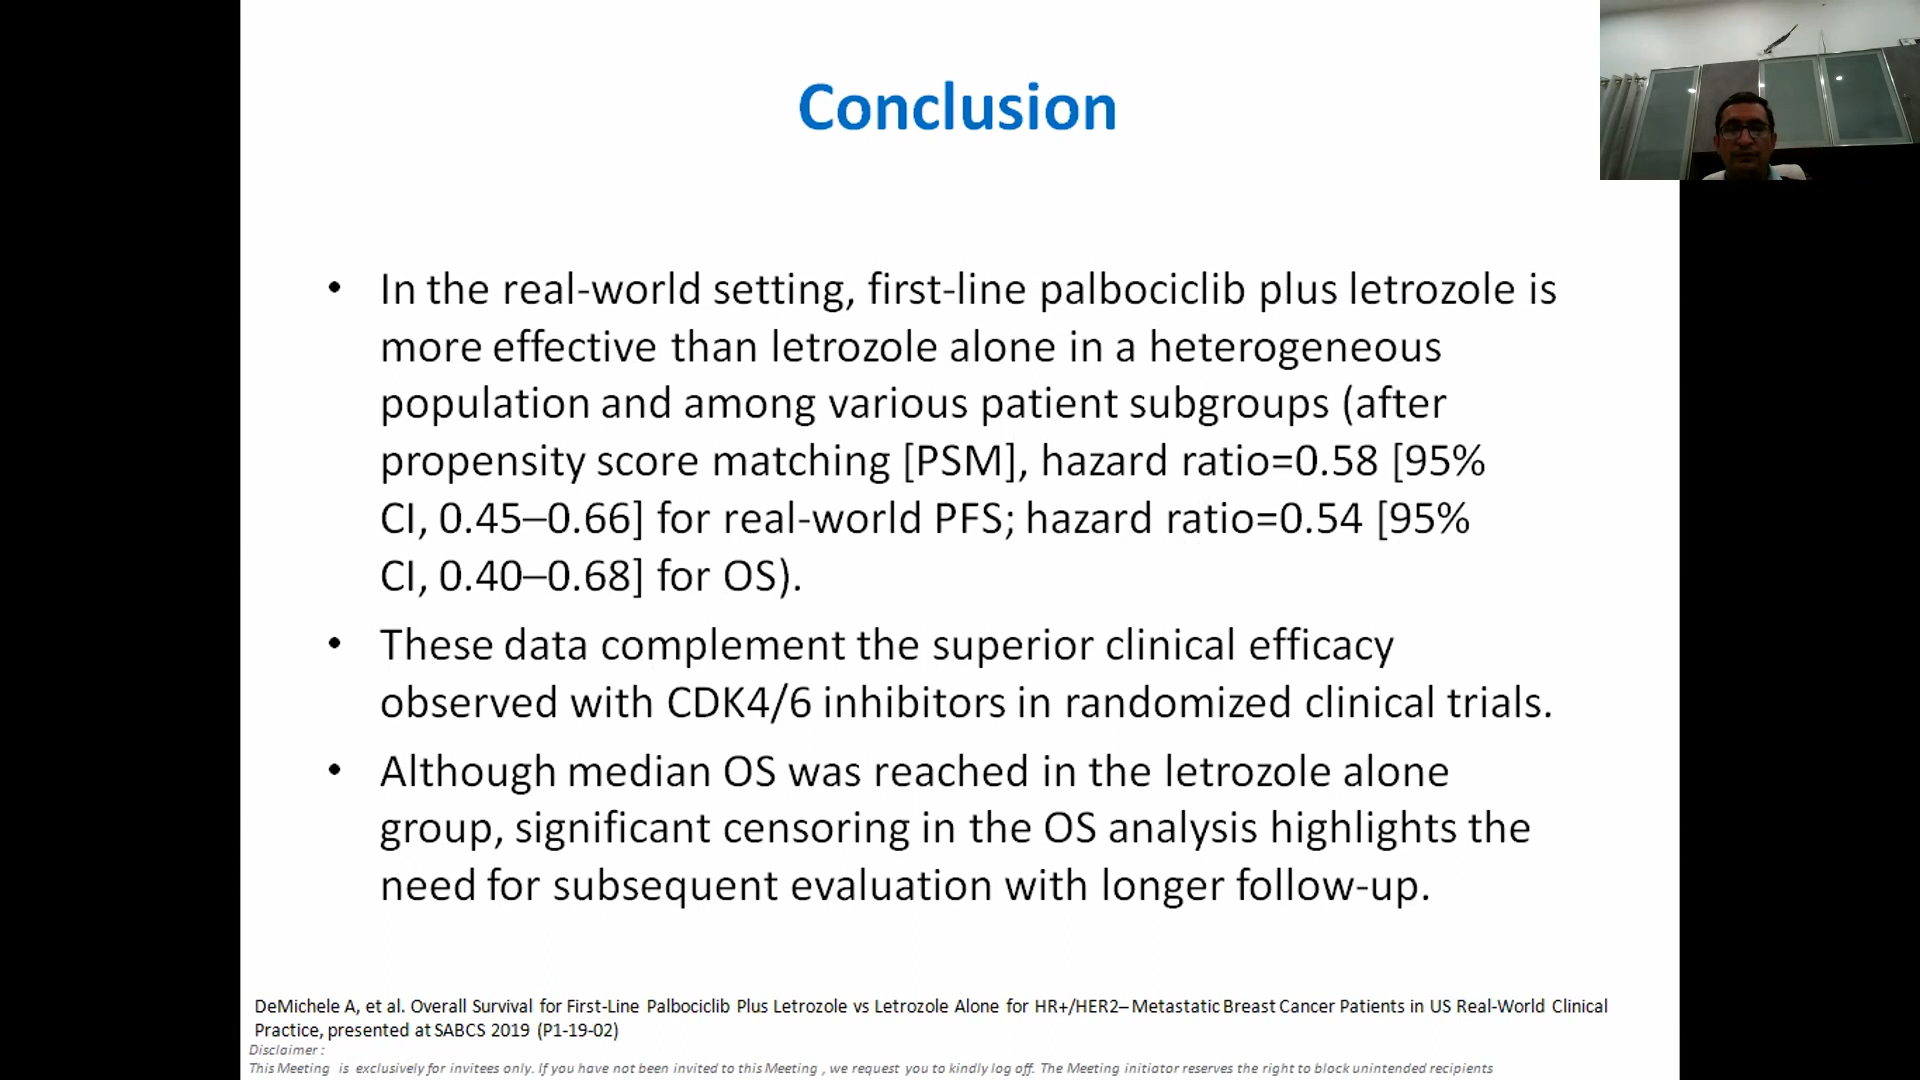 Conclusion
• In the real-world setting, first-line palbociclib plus letrozole is
more effective than letrozole alone in a heterogeneous
population and among various patient subgroups (after
propensity score matching [PSM], hazard ratio=0.58 [95%
CI, 0.45–0.66] for real-world PFS; hazard ratio=0.54 [95%
CI, 0.40–0.68] for OS).
• These data complement the superior clinical efficacy
observed with CDK4/6 inhibitors in randomized clinical trials.
• Although median OS was reached in the letrozole alone
group, significant censoring in the OS analysis highlights the
need for subsequent evaluation with longer follow-up.
DeMichele A, et al. Overall Survival for First-Line Palbociclib Plus Letrozole vs Letrozole Alone for HR+/HER2– Metastatic Breast Cancer Patients in US Real-World Clinical
Practice, presented at SABCS 2019 (P1-19-02)
Disclaimer :
This Meeting is exclusively for invitees only. If you have not been invited to this Meeting , we request you to kindly log off. The Meeting initiator reserves the right to block unintended recipients